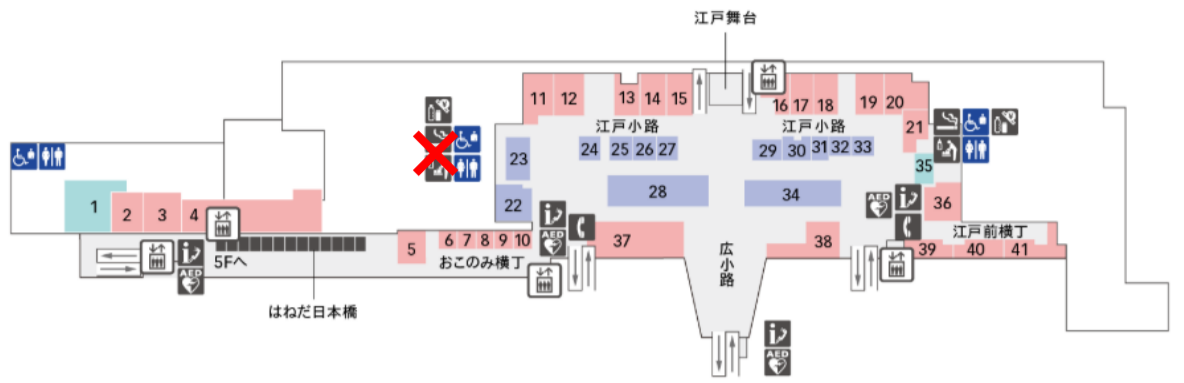 江戸舞台
11 12 13 14 15 16 17 18 19 20
江戸小路 江戸小路
21
23 24 25 26 27 29 30 31 32 33
35
28 34
22
36
1 2 3 4
AED
5 6 7 8 9 10
37 38
江戸前横丁
39 40 41
AED
AED
5Fへ
おこのみ横丁
広小路
はねだ日本橋
AED